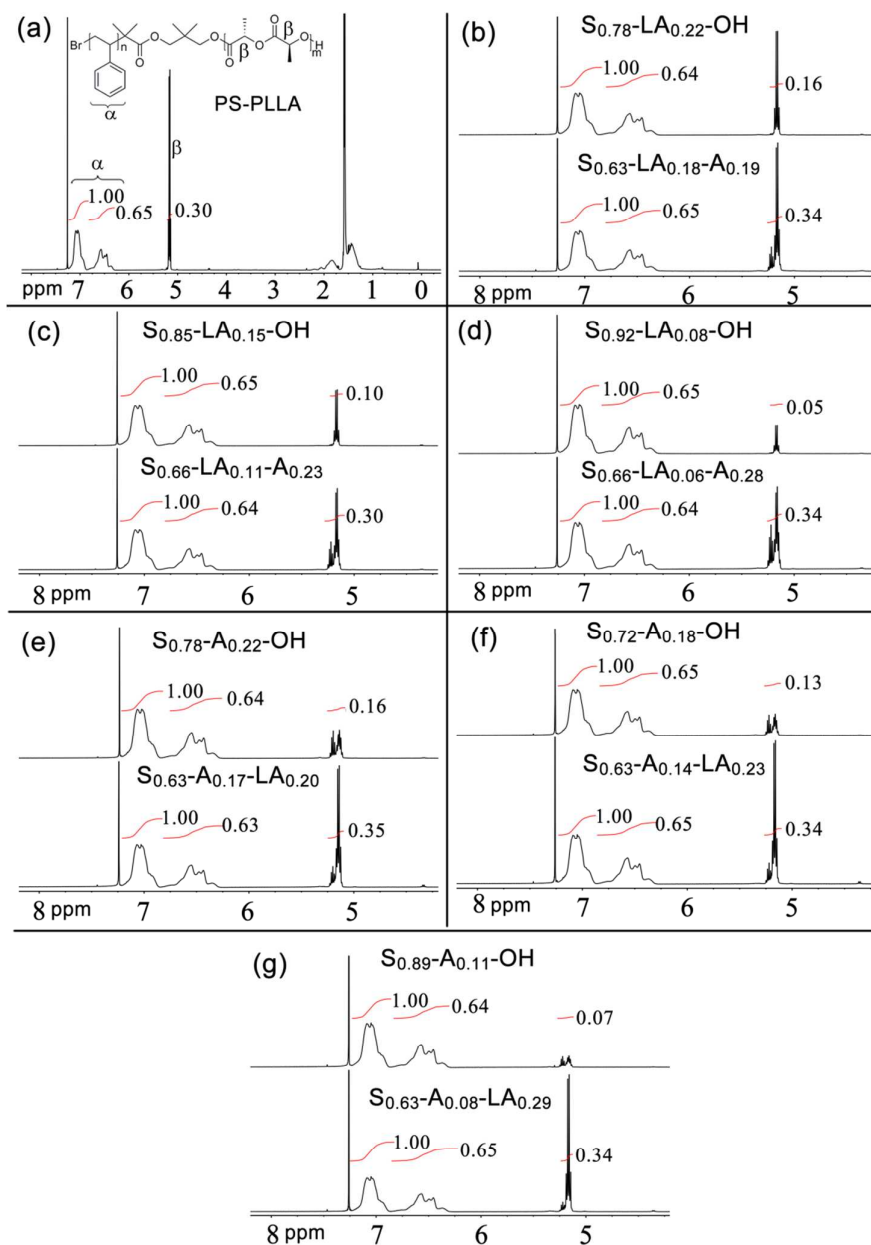 (a)
Br
n
O
O
O
O
O
O
β
β
O
H
m
α
PS-PLLA
α
β
1.00
0.65
0.30
ppm 7 6 5 4 3 2 1 0
(b)
S0.78-LA0.22-OH
1.00
0.64
0.16
S0.63-LA0.18-A0.19
1.00
0.65
0.34
8 ppm 7 6 5
(c)
S0.85-LA0.15-OH
1.00
0.65
0.10
S0.66-LA0.11-A0.23
1.00
0.64
0.30
8 ppm 7 6 5
(d)
S0.92-LA0.08-OH
1.00
0.65
0.05
S0.66-LA0.06-A0.28
1.00
0.64
0.34
8 ppm 7 6 5
(e)
S0.78-A0.22-OH
1.00
0.64
0.16
S0.63-A0.17-LA0.20
1.00
0.63
0.35
8 ppm 7 6 5
(f)
S0.72-A0.18-OH
1.00
0.65
0.13
S0.63-A0.14-LA0.23
1.00
0.65
0.34
8 ppm 7 6 5
(g)
S0.89-A0.11-OH
1.00
0.64
0.07
S0.63-A0.08-LA0.29
1.00
0.65
0.34
8 ppm 7 6 5